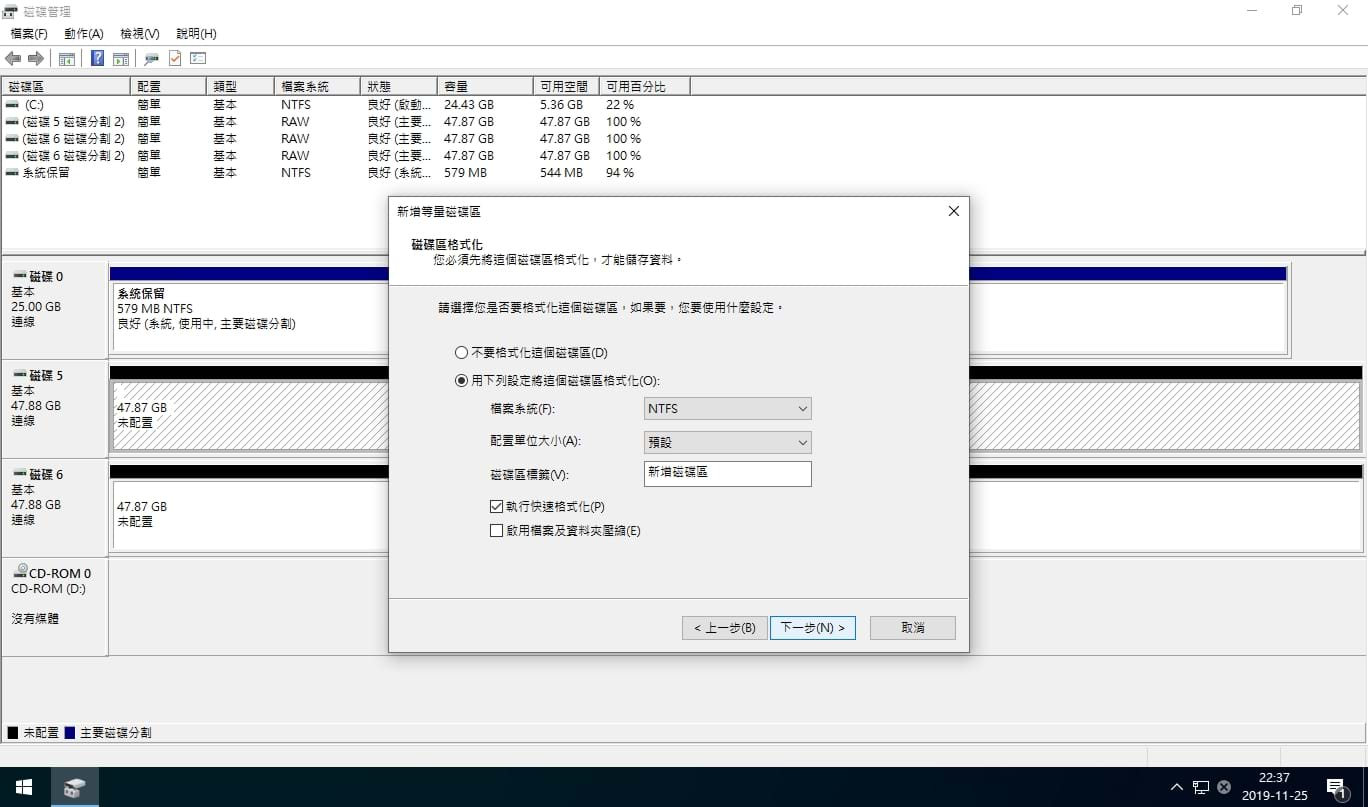 磁碟管理
檔案(F) 動作(A) 檢視(V) 說明(H)
磁碟區 配置 類型 檔案系統 狀態 容量 可用空間 可用百分比
(C:) 簡單 基本 NTFS 良好 (啟動... 24.43 GB 5.36 GB 22 %
(磁碟 5 磁碟分割 2) 簡單 基本 RAW 良好 (主要... 47.87 GB 47.87 GB 100 %
(磁碟 6 磁碟分割 2) 簡單 基本 RAW 良好 (主要... 47.87 GB 47.87 GB 100 %
(磁碟 6 磁碟分割 2) 簡單 基本 RAW 良好 (主要... 47.87 GB 47.87 GB 100 %
系統保留 簡單 基本 NTFS 良好 (系統... 579 MB 544 MB 94 %
磁碟 0
基本
25.00 GB
連線
系統保留
579 MB NTFS
良好 (系統, 使用中, 主要磁碟分割)
磁碟 5
基本
47.88 GB
連線
47.87 GB
未配置
磁碟 6
基本
47.88 GB
連線
47.87 GB
未配置
CD-ROM 0
CD-ROM (D:)
沒有媒體
未配置 主要磁碟分割
新增等量磁碟區
磁碟區格式化
您必須先將這個磁碟區格式化，才能儲存資料。
請選擇您是否要格式化這個磁碟區，如果要，您要使用什麼設定。
不要格式化這個磁碟區(D)
用下列設定將這個磁碟區格式化(O):
檔案系統(F): NTFS
配置單位大小(A): 預設
磁碟區標籤(V): 新增磁碟區
執行快速格式化(P)
啟用檔案及資料夾壓縮(E)
< 上一步(B) 下一步(N) > 取消
22:37
2019-11-25
1